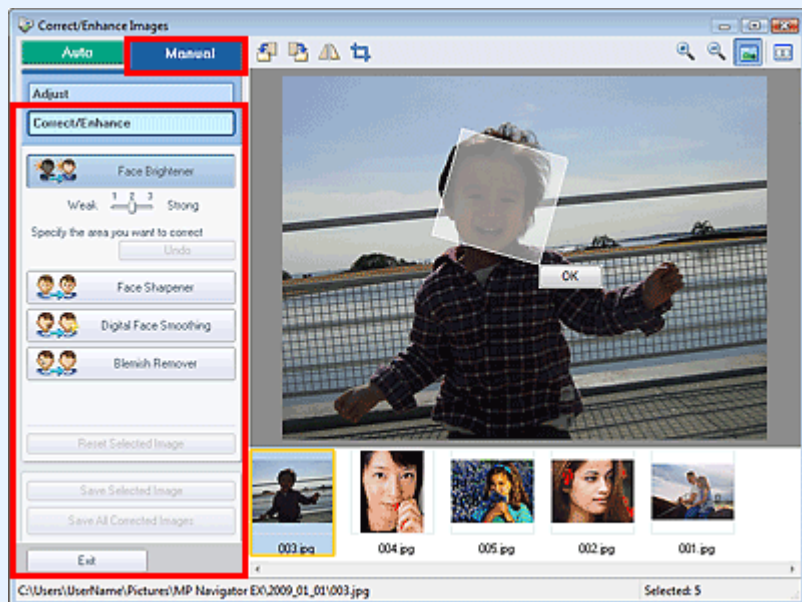 Correct/Enhance Images
Auto Manual
Adjust
Correct/Enhance
Face Brightener
1 2 3
Weak Strong
Specify the area you want to correct
Undo
OK
Face Sharpener
Digital Face Smoothing
Blemish Remover
Reset Selected Image
Save Selected Image
Save All Corrected Images
Exit
003.jpg 004.jpg 005.jpg 002.jpg 001.jpg
C:\Users\UserName\Pictures\MP Navigator EX\2009_01_01\003.jpg Selected: 5